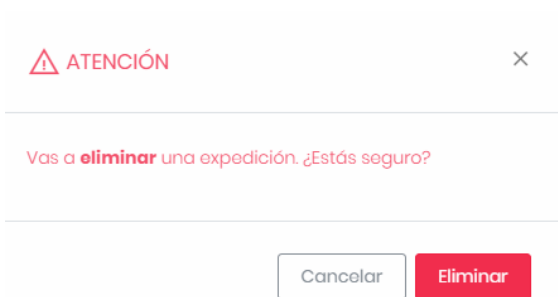 ATENCIÓN
Vas a eliminar una expedición. ¿Estás seguro?
Cancelar
Eliminar